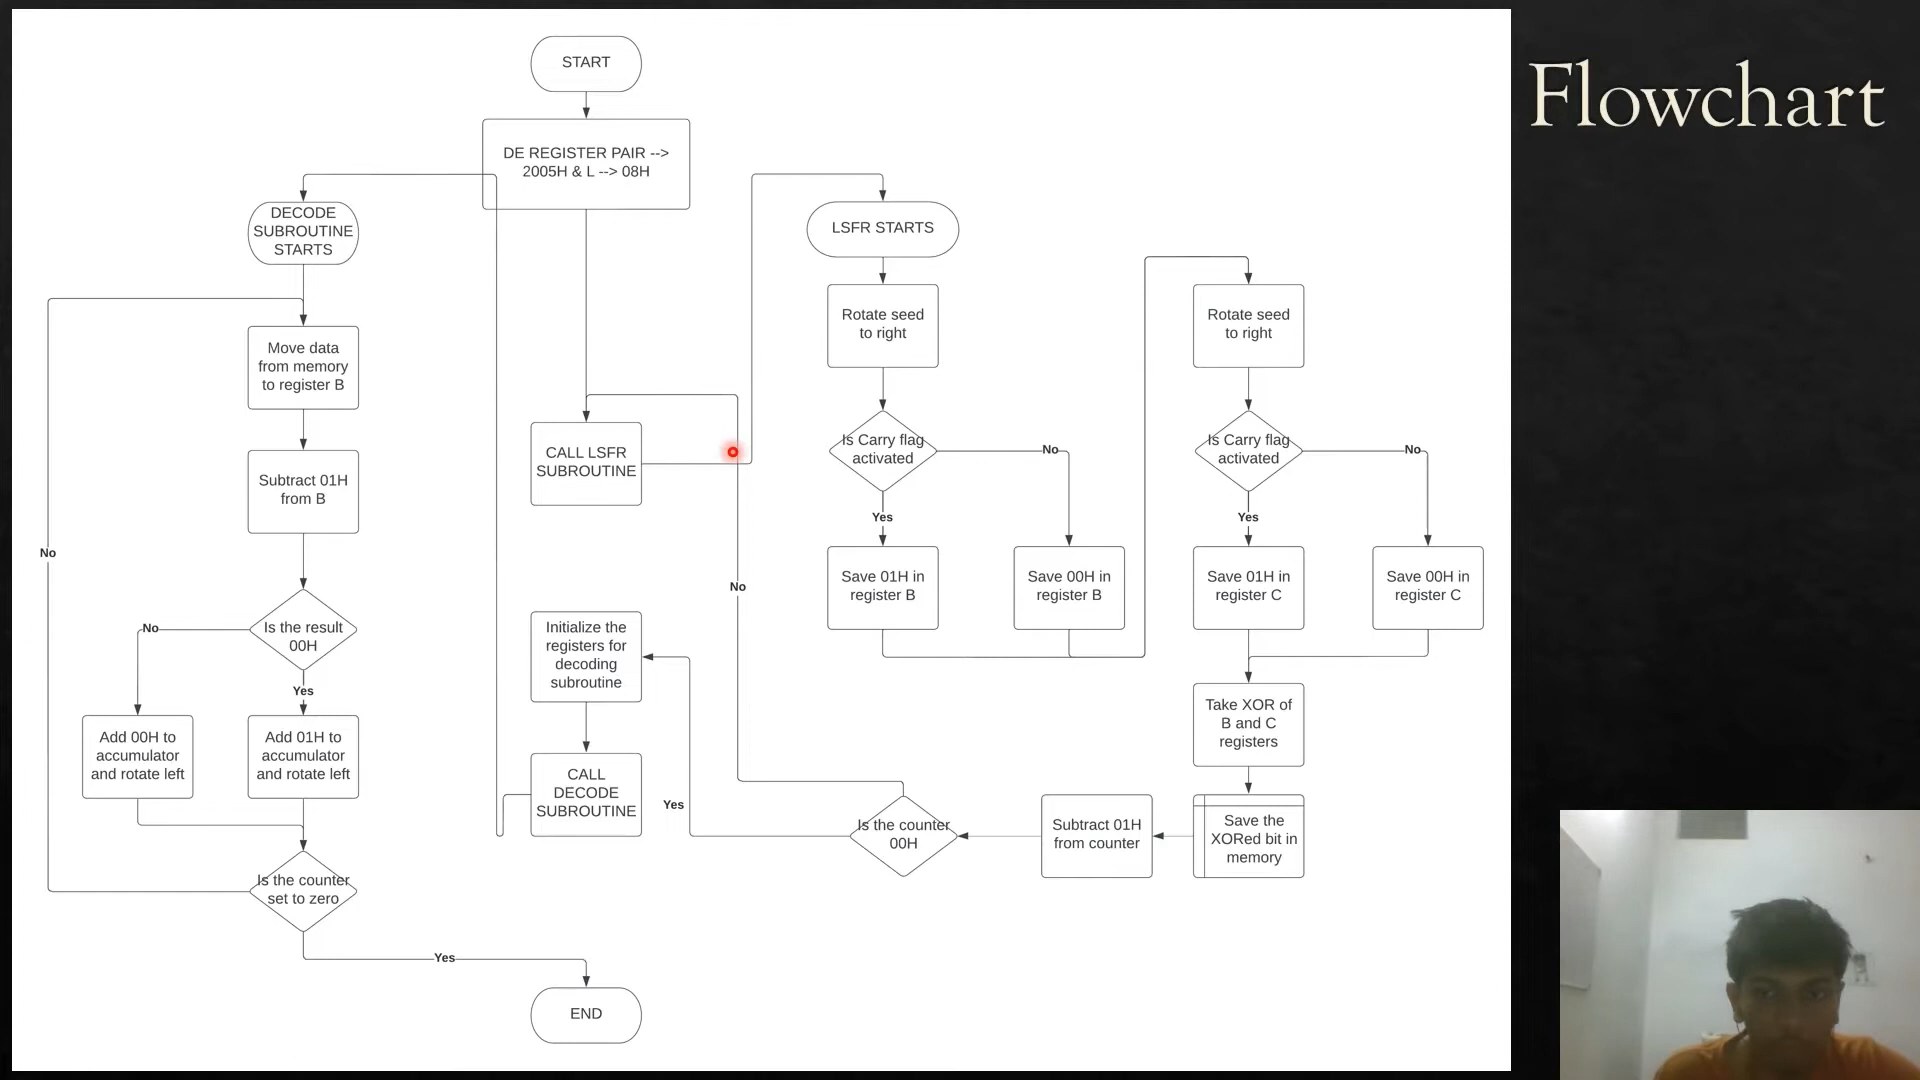 Flowchart
START
DE REGISTER PAIR -->
2005H & L --> 08H
DECODE
SUBROUTINE
STARTS
Move data
from memory
to register B
Subtract 01H
from B
No
Is the result
00H
No
Yes
Add 00H to
accumulator
and rotate left
Add 01H to
accumulator
and rotate left
Is the counter
set to zero
Yes
END
CALL LSFR
SUBROUTINE
No
Initialize the
registers for
decoding
subroutine
CALL
DECODE
SUBROUTINE
Yes
LSFR STARTS
Rotate seed
to right
Is Carry flag
activated
No
Yes
Save 01H in
register B
Save 00H in
register B
Rotate seed
to right
Is Carry flag
activated
No
Yes
Save 01H in
register C
Save 00H in
register C
Take XOR of
B and C
registers
Save the
XORed bit in
memory
Subtract 01H
from counter
Is the counter
00H